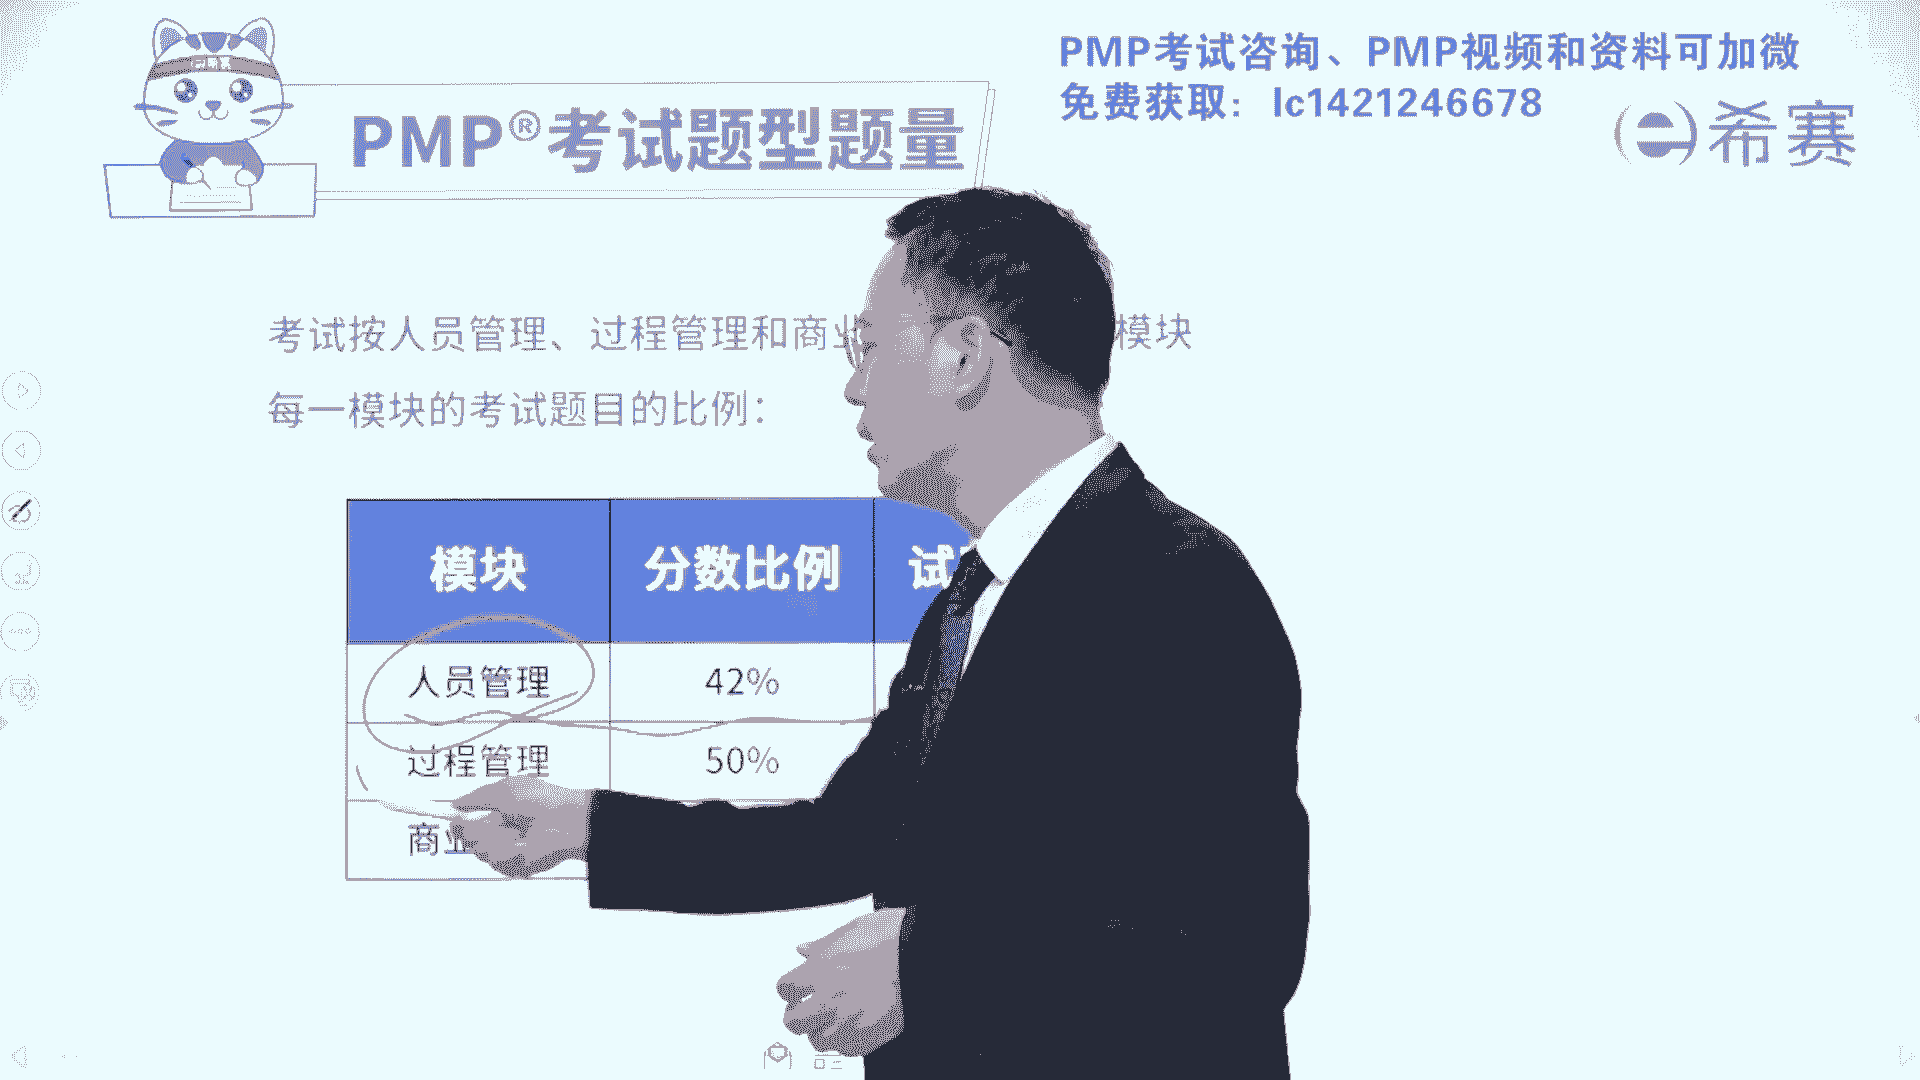 PMP考试咨询、PMP视频和资料可加微
免费获取：lc1421246678
希赛
PMP®考试题型题量
考试按人员管理、过程管理和商业
模块
每一模块的考试题目的比例：
模块 分数比例 试
人员管理 42%
过程管理 50%
商业